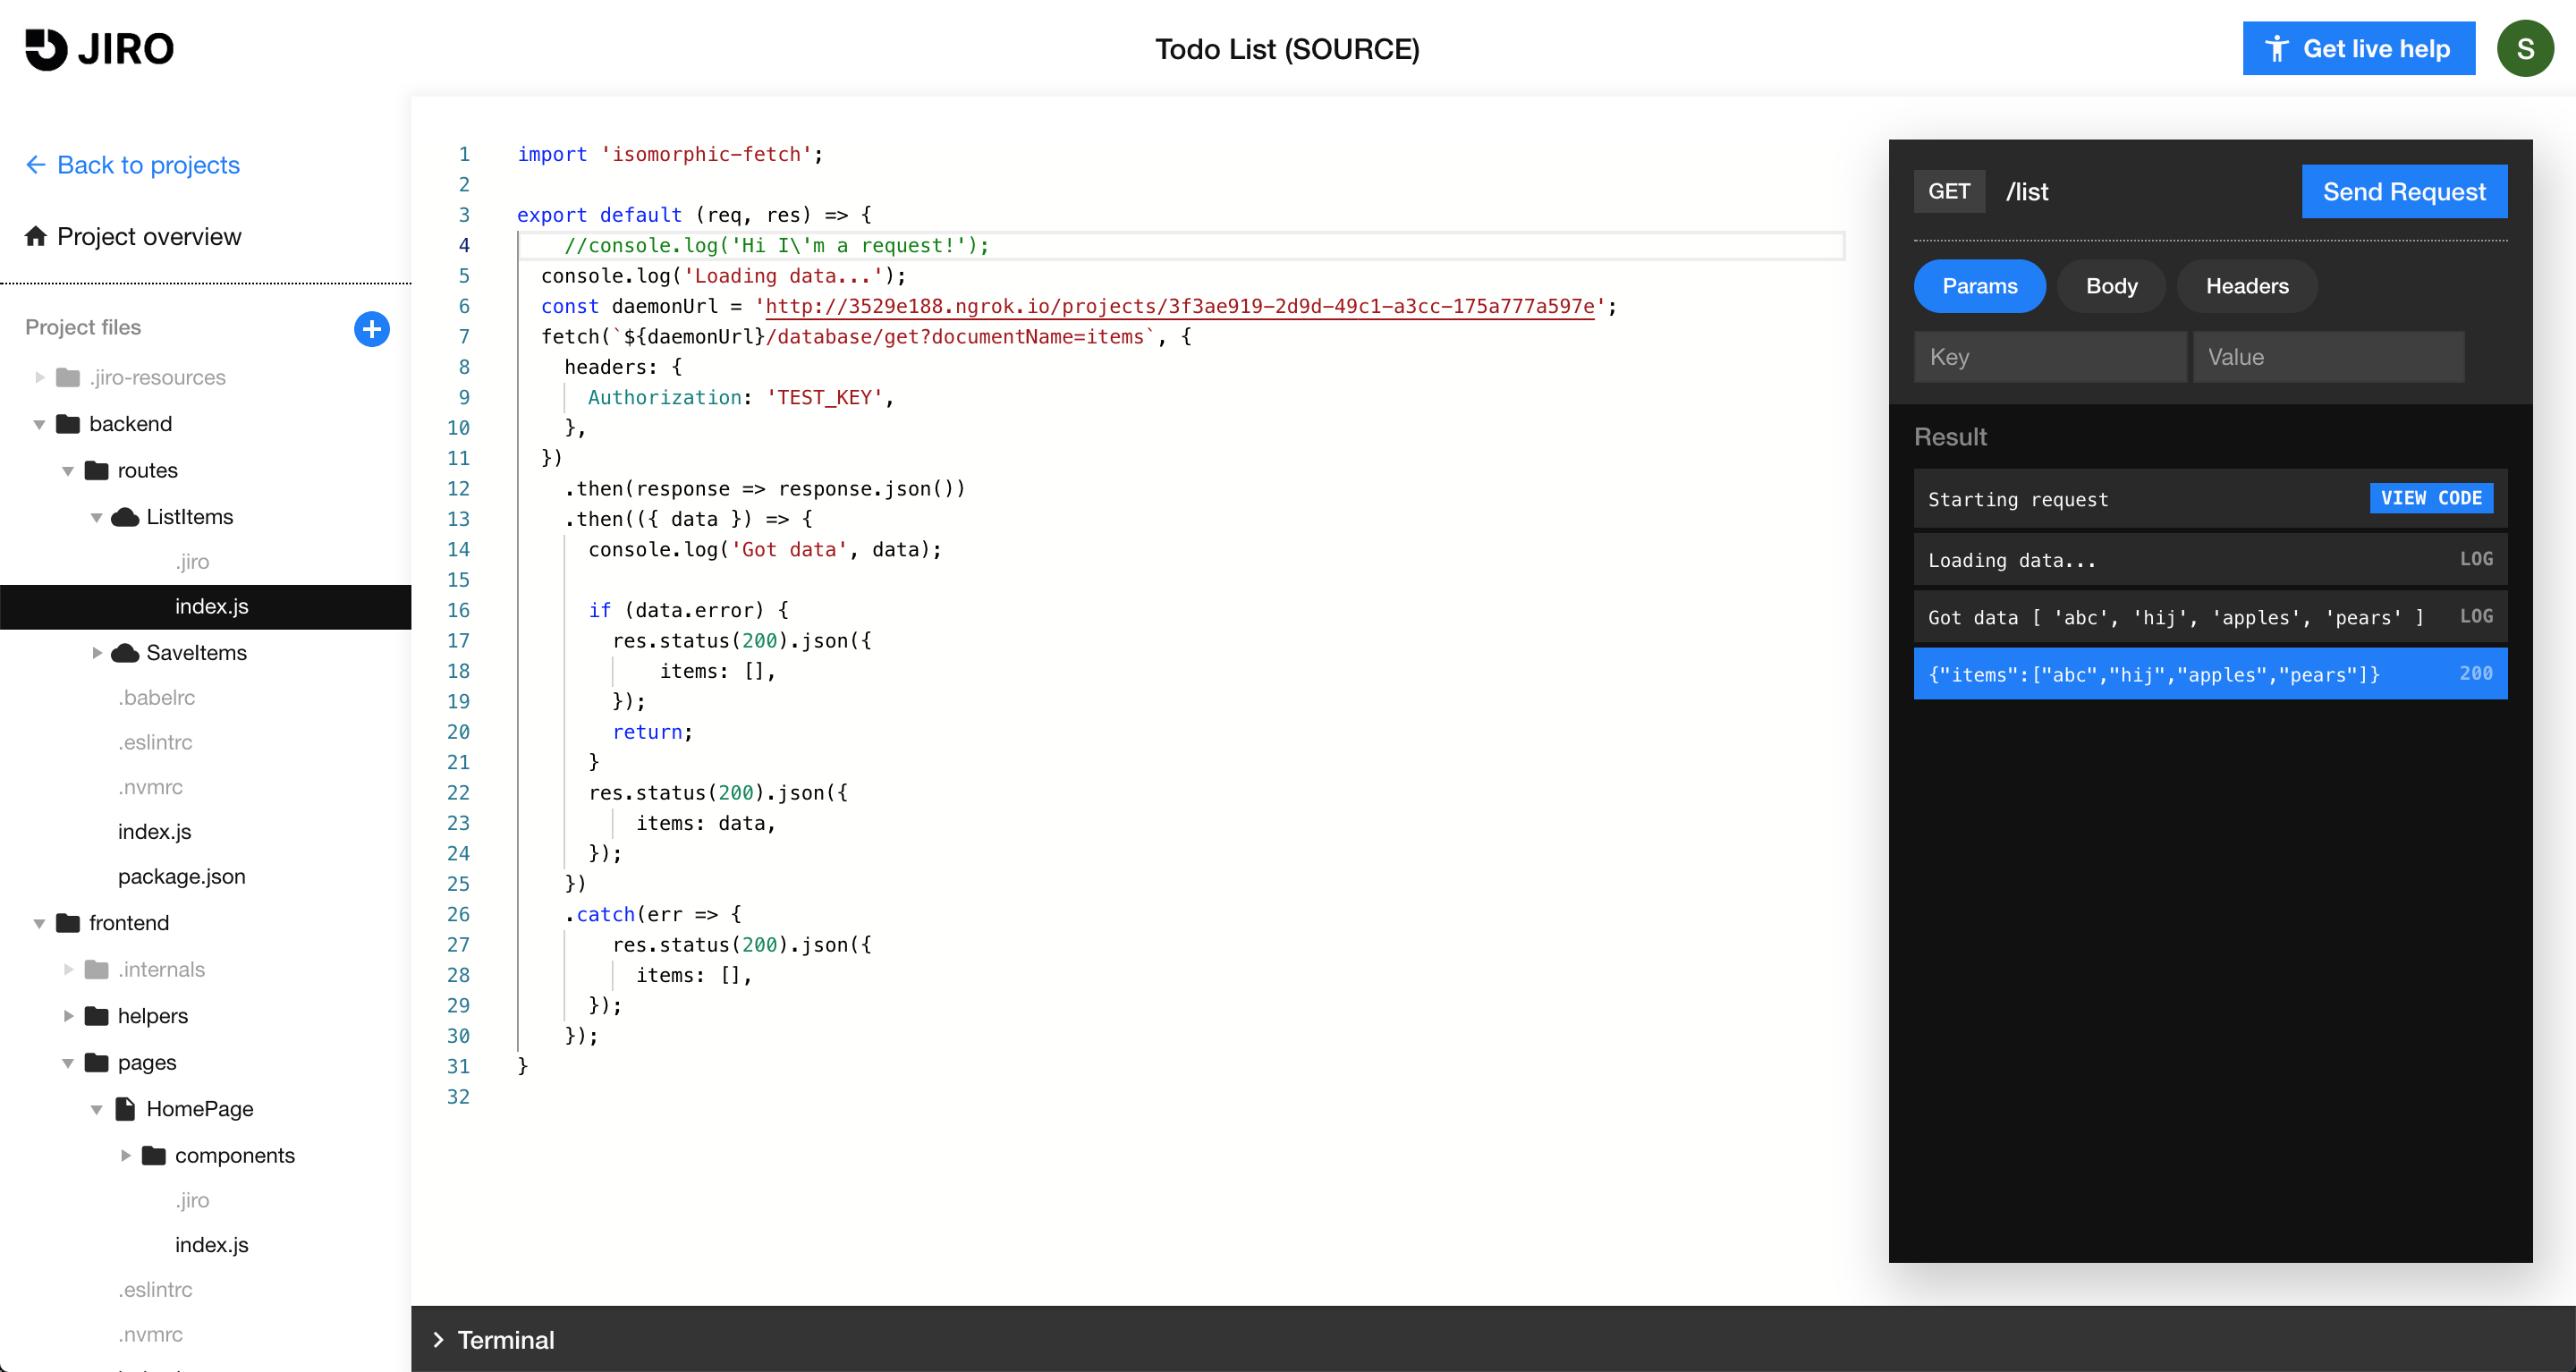 JIRO
Todo List (SOURCE)
Get live help
S
Back to projects
Project overview
Project files
.jiro-resources
backend
routes
ListItems
.jiro
index.js
SaveItems
.babelrc
.eslintrc
.nvmrc
index.js
package.json
frontend
.internals
helpers
pages
HomePage
components
.jiro
index.js
.eslintrc
.nvmrc
1 import 'isomorphic-fetch';
2
3 export default (req, res) => {
4 //console.log('Hi I\'m a request!');
5 console.log('Loading data...');
6 const daemonUrl = 'http://3529e188.ngrok.io/projects/3f3ae919-2d9d-49c1-a3cc-175a777a597e';
7 fetch(`${daemonUrl}/database/get?documentName=items`, {
8 headers: {
9 Authorization: 'TEST_KEY',
10 },
11 })
12 .then(response => response.json())
13 .then(({ data }) => {
14 console.log('Got data', data);
15
16 if (data.error) {
17 res.status(200).json({
18 items: [],
19 });
20 return;
21 }
22 res.status(200).json({
23 items: data,
24 });
25 })
26 .catch(err => {
27 res.status(200).json({
28 items: [],
29 });
30 });
31 }
32
GET /list
Send Request
Params Body Headers
Key Value
Result
Starting request VIEW CODE
Loading data... LOG
Got data [ 'abc', 'hij', 'apples', 'pears' ] LOG
{"items":["abc","hij","apples","pears"]} 200
Terminal